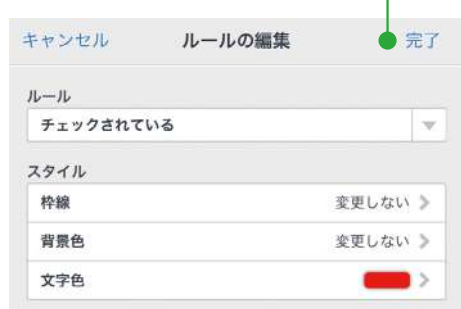 キャンセル ルールの編集 完了
ルール
チェックされている
スタイル
枠線 変更しない
背景色 変更しない
文字色